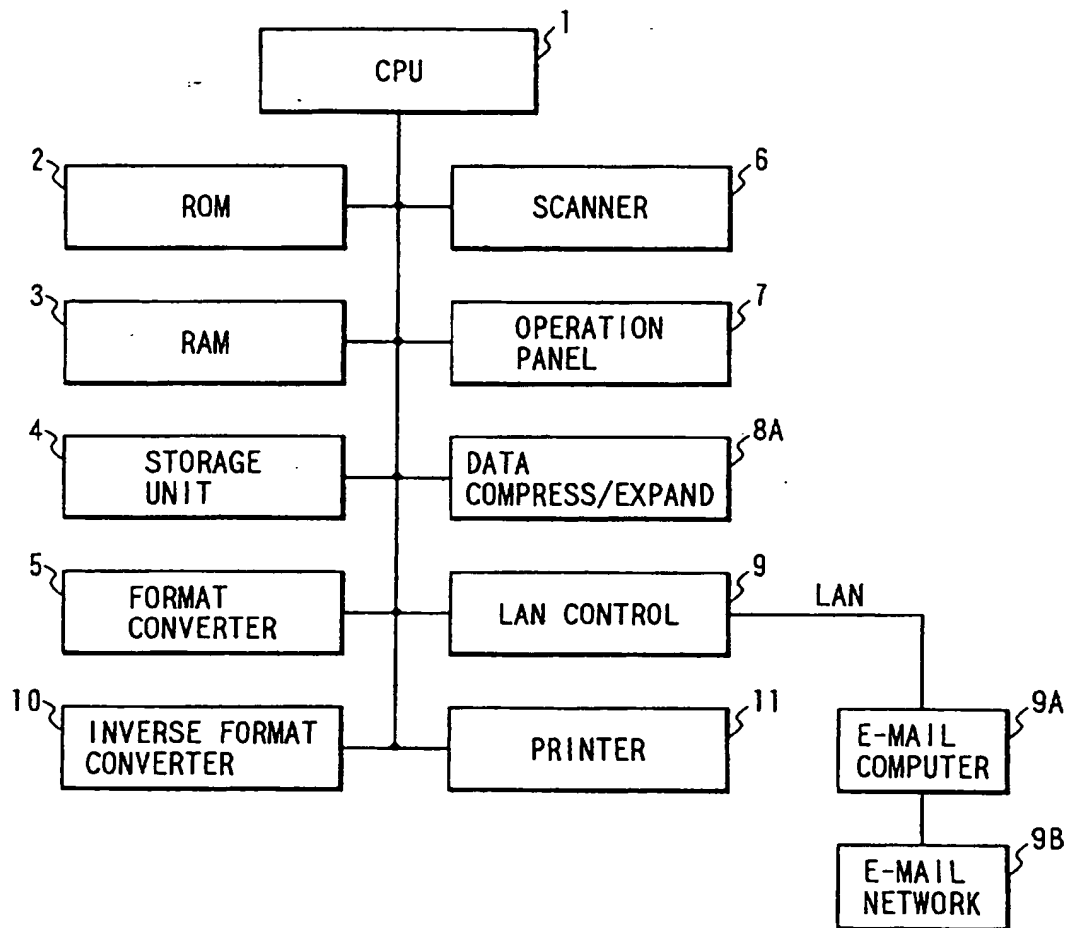 1
CPU
2
ROM
6
SCANNER
3
RAM
7
OPERATION
PANEL
4
STORAGE
UNIT
8A
DATA
COMPRESS/EXPAND
5
FORMAT
CONVERTER
9
LAN CONTROL
LAN
10
INVERSE FORMAT
CONVERTER
11
PRINTER
9A
E-MAIL
COMPUTER
9B
E-MAIL
NETWORK